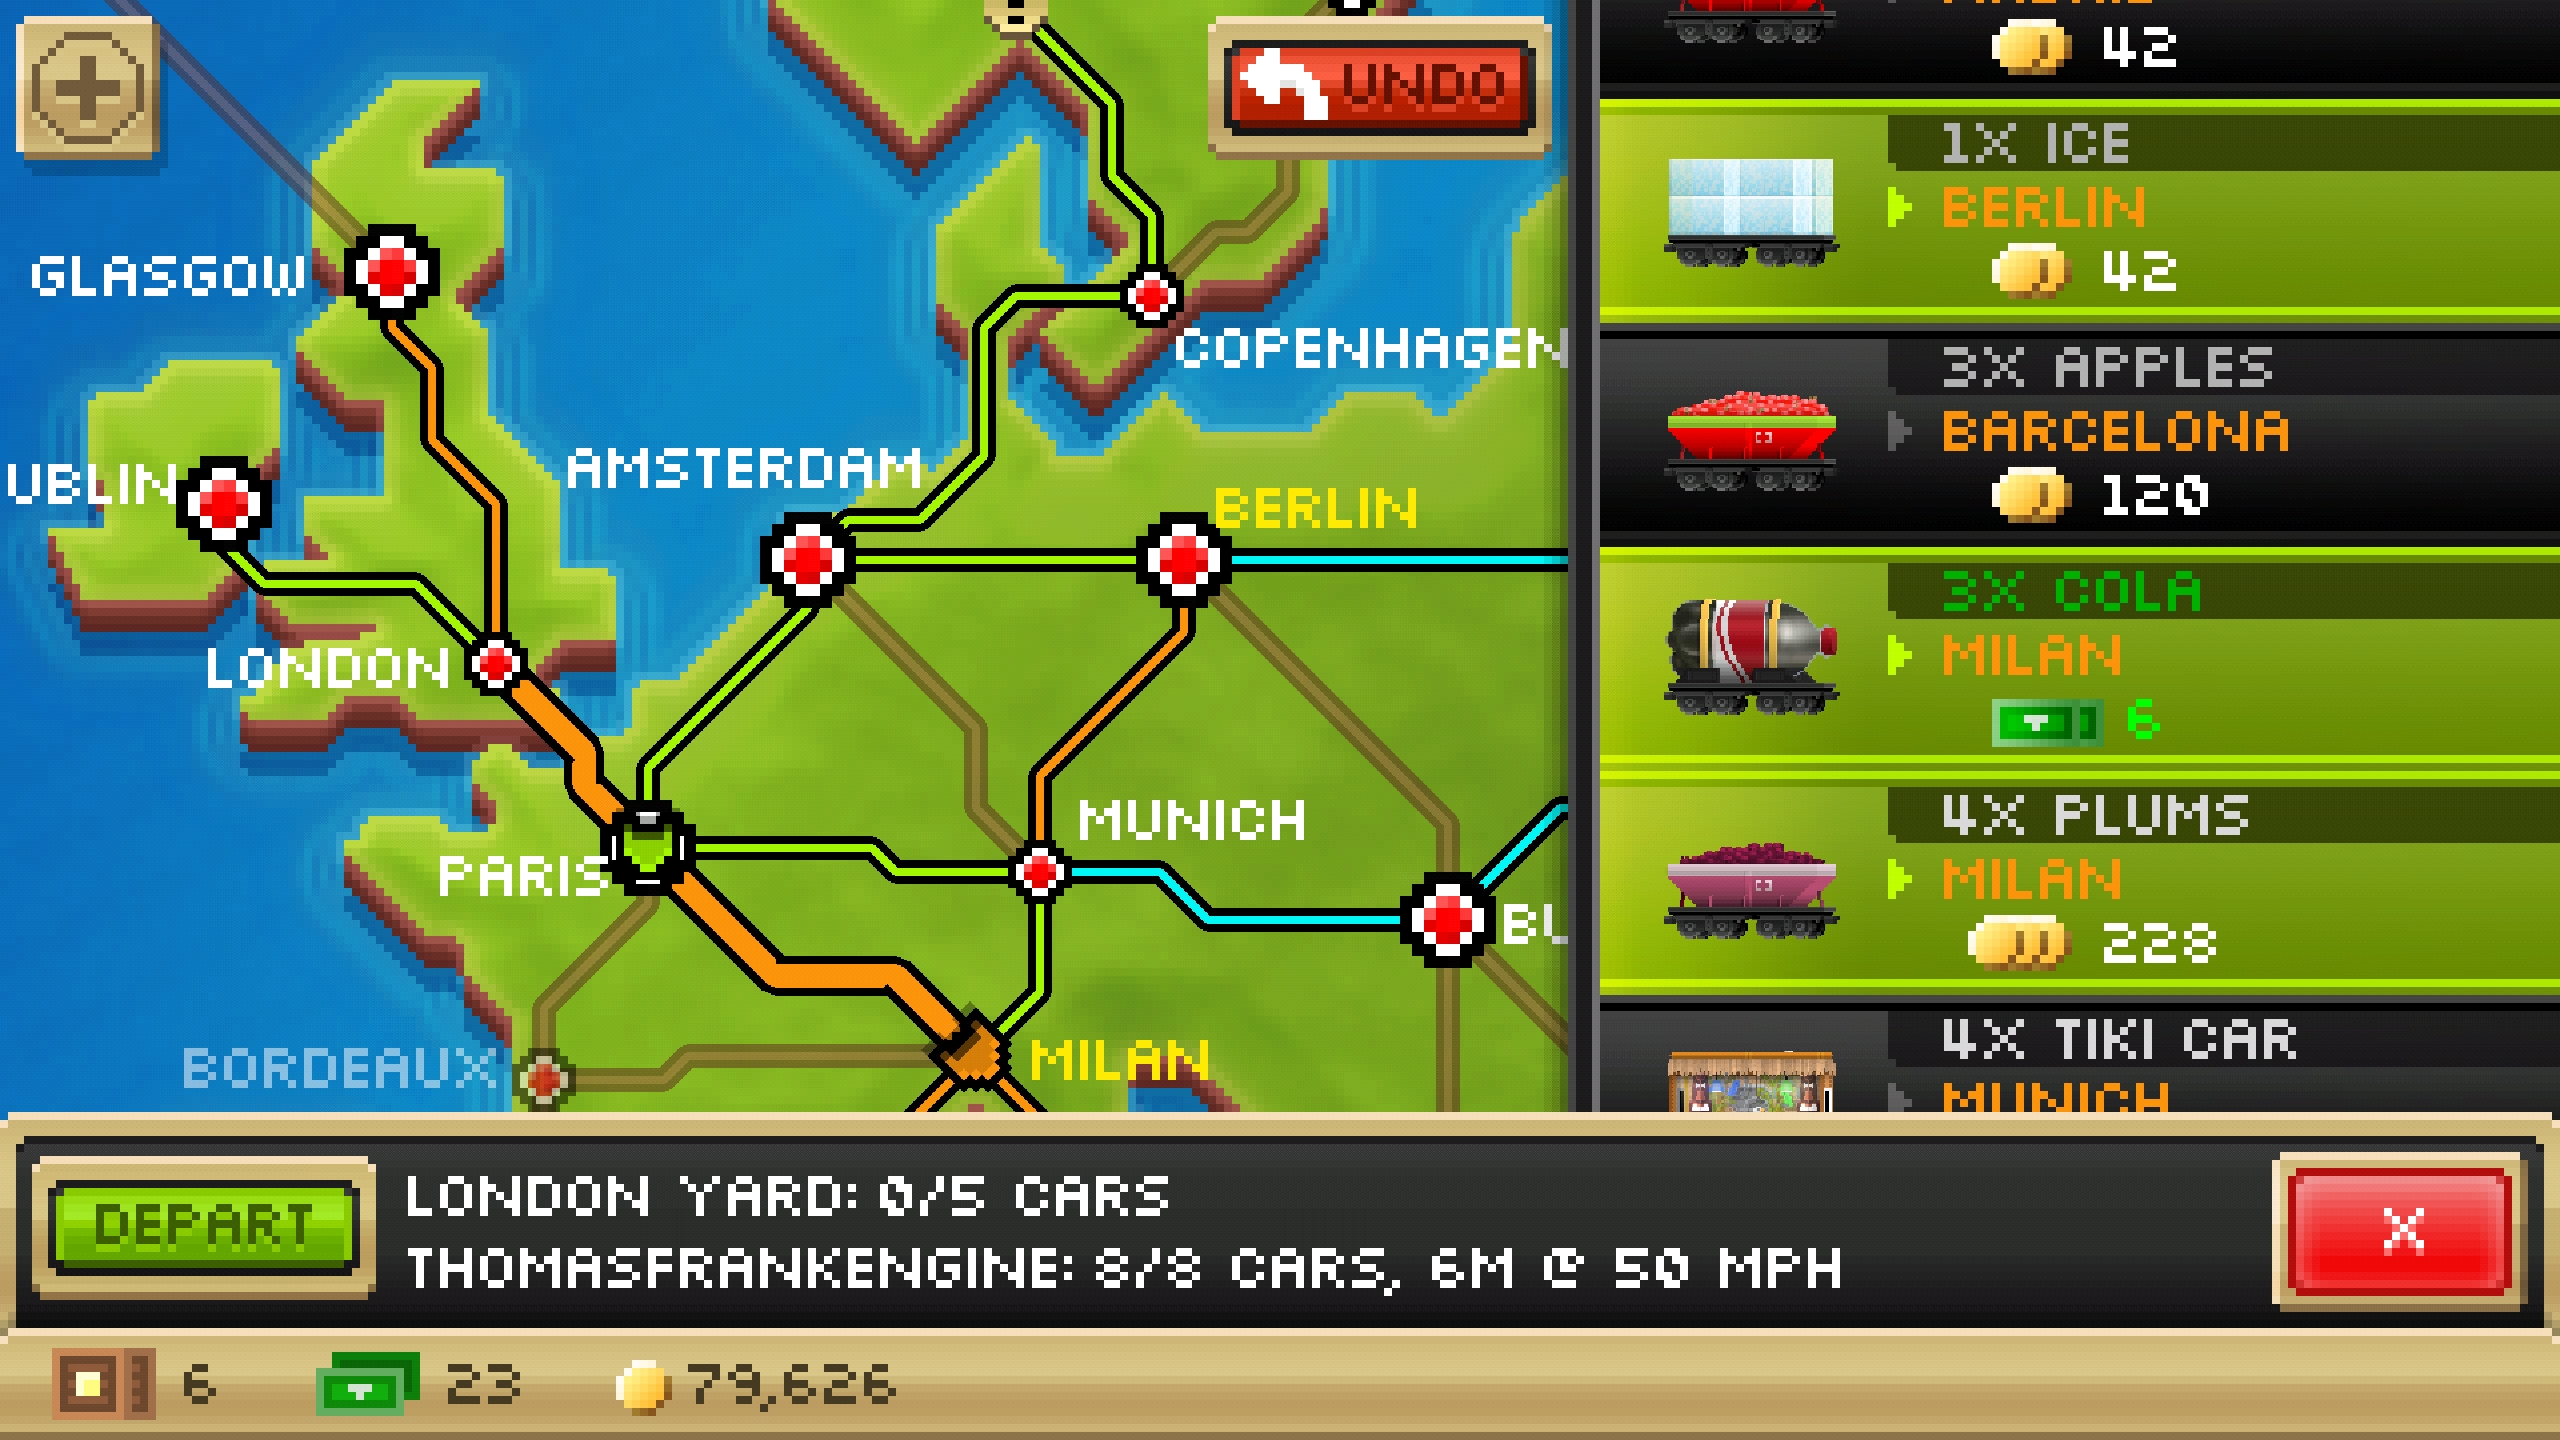 UNDO
GLASGOW
COPENHAGEN
UBLIN
AMSTERDAM
BERLIN
LONDON
MUNICH
PARIS
BU
BORDEAUX
MILAN
42
1X ICE
BERLIN
42
3X APPLES
BARCELONA
120
3X COLA
MILAN
6
4X PLUMS
MILAN
228
4X TIKI CAR
MUNICH
DEPART
LONDON YARD: 0/5 CARS
THOMASFRANKENGINE: 8/8 CARS, 6M @ 50 MPH
X
6
23
79,626